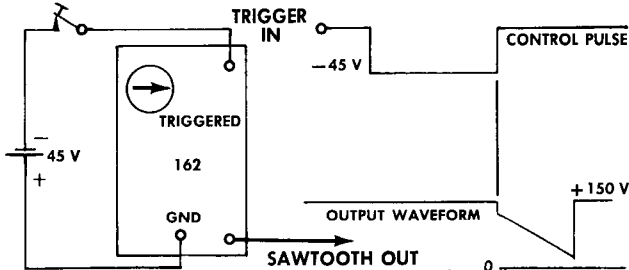 TRIGGER
IN
CONTROL PULSE
−45 V
TRIGGERED
−
45 V
+
162
+150 V
GND
OUTPUT WAVEFORM
SAWTOOTH OUT
0